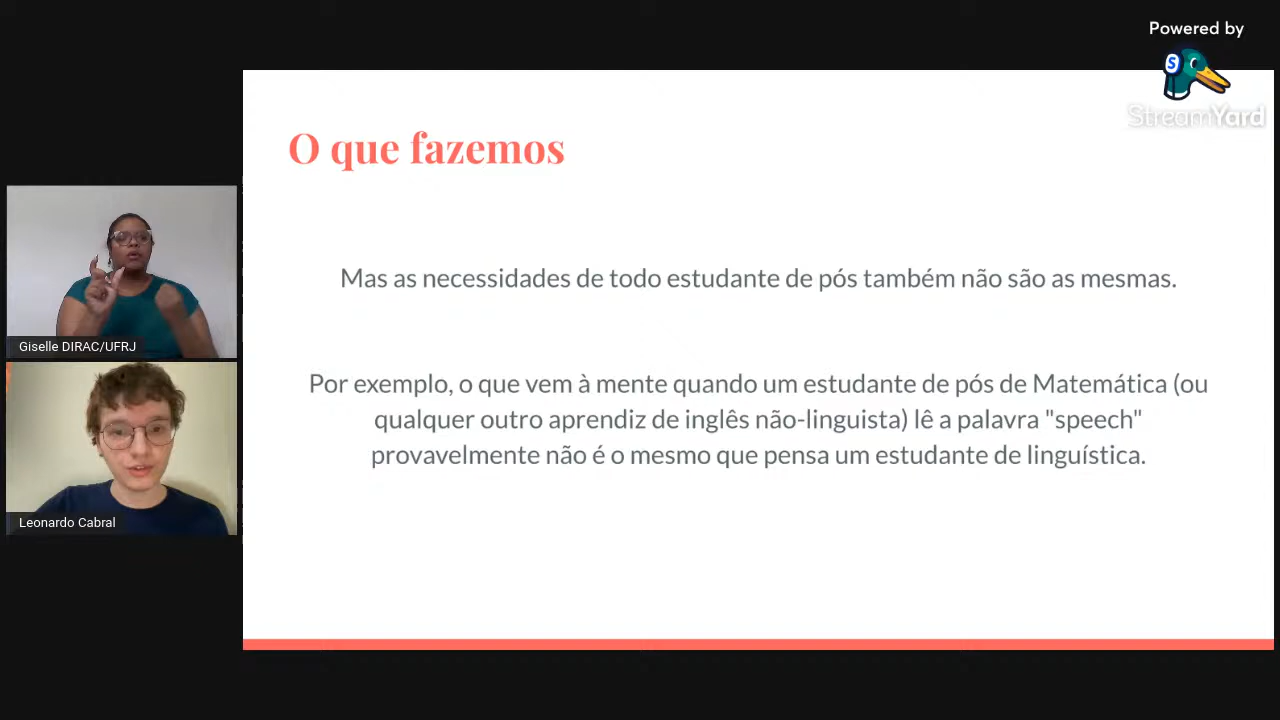 Powered by
StreamYard
O que fazemos
Mas as necessidades de todo estudante de pós também não são as mesmas.
Por exemplo, o que vem à mente quando um estudante de pós de Matemática (ou
qualquer outro aprendiz de inglês não-linguista) lê a palavra "speech"
provavelmente não é o mesmo que pensa um estudante de linguística.
Giselle DIRAC/UFRJ
Leonardo Cabral